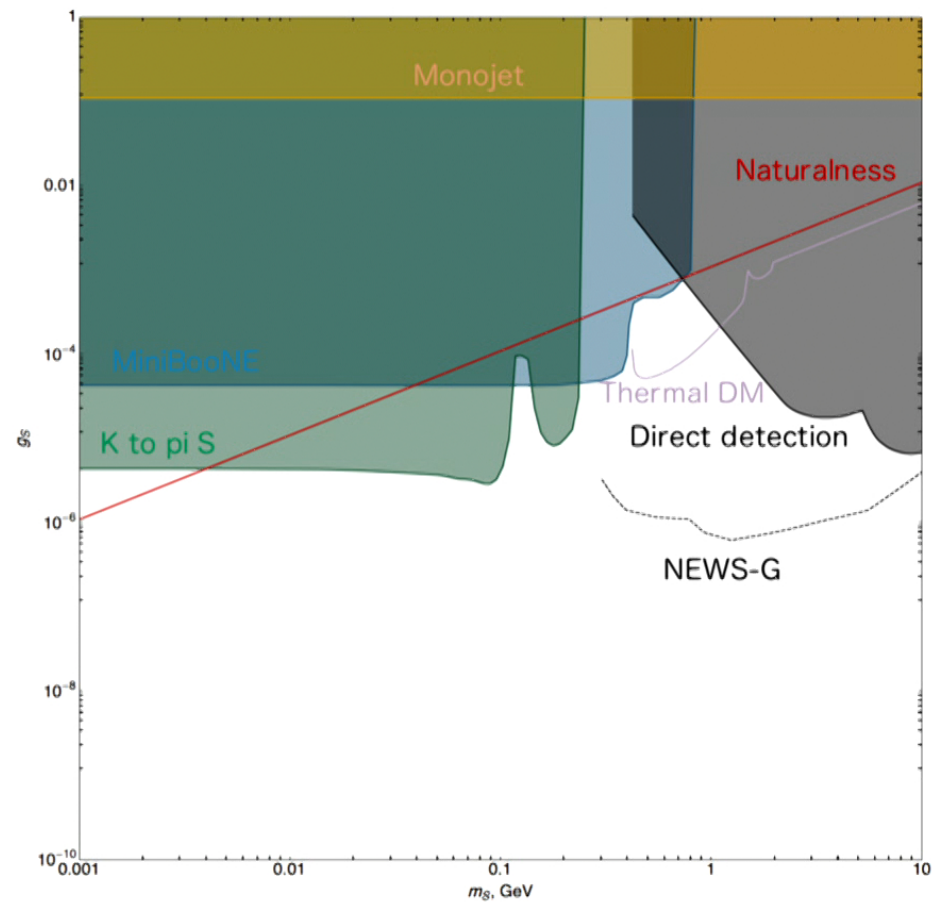 1
Monojet
Naturalness
0.01
MiniBooNE
10⁻⁴
Thermal DM
K to pi S
Direct detection
g_S
10⁻⁶
NEWS-G
10⁻⁸
10⁻¹⁰
0.001 0.01 0.1 1 10
m_S, GeV